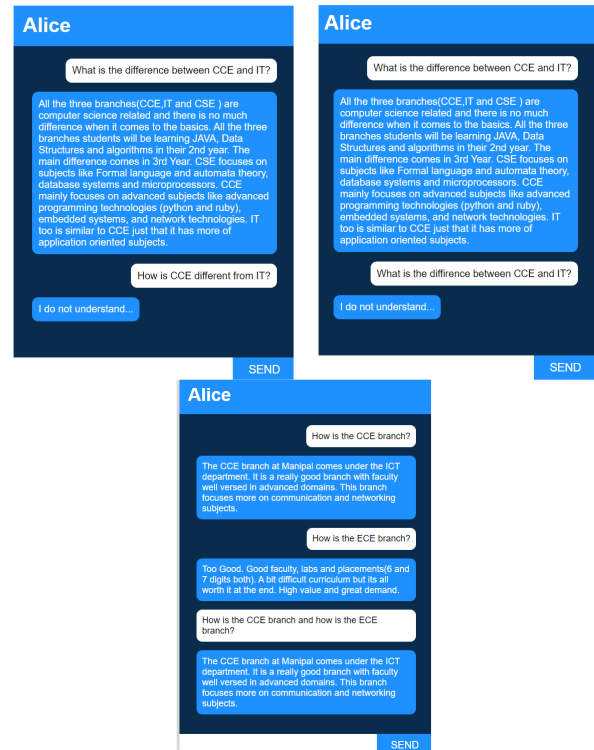 Alice
What is the difference between CCE and IT?
All the three branches(CCE,IT and CSE ) are
computer science related and there is no much
difference when it comes to the basics. All the three
branches students will be learning JAVA, Data
Structures and algorithms in their 2nd year. The
main difference comes in 3rd Year. CSE focuses on
subjects like Formal language and automata theory,
database systems and microprocessors. CCE
mainly focuses on advanced subjects like advanced
programming technologies (python and ruby),
embedded systems, and network technologies. IT
too is similar to CCE just that it has more of
application oriented subjects.
How is CCE different from IT?
I do not understand...
SEND
Alice
What is the difference between CCE and IT?
All the three branches(CCE,IT and CSE ) are
computer science related and there is no much
difference when it comes to the basics. All the three
branches students will be learning JAVA, Data
Structures and algorithms in their 2nd year. The
main difference comes in 3rd Year. CSE focuses on
subjects like Formal language and automata theory,
database systems and microprocessors. CCE
mainly focuses on advanced subjects like advanced
programming technologies (python and ruby),
embedded systems, and network technologies. IT
too is similar to CCE just that it has more of
application oriented subjects.
What is the diffirence between CCE and IT?
I do not understand...
SEND
Alice
How is the CCE branch?
The CCE branch at Manipal comes under the ICT
department. It is a really good branch with faculty
well versed in advanced domains. This branch
focuses more on communication and networking
subjects.
How is the ECE branch?
Too Good. Good faculty, labs and placements(6 and
7 digits both). A bit difficult curriculum but its all
worth it at the end. High value and great demand.
How is the CCE branch and how is the ECE
branch?
The CCE branch at Manipal comes under the ICT
department. It is a really good branch with faculty
well versed in advanced domains. This branch
focuses more on communication and networking
subjects.
SEND